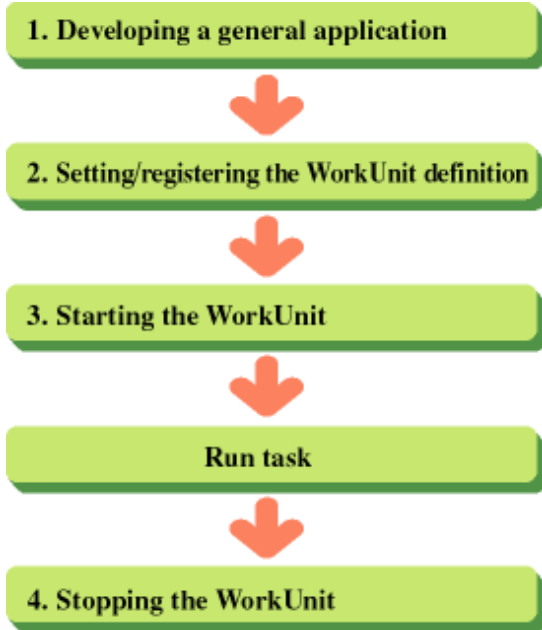 1. Developing a general application
2. Setting/registering the WorkUnit definition
3. Starting the WorkUnit
Run task
4. Stopping the WorkUnit